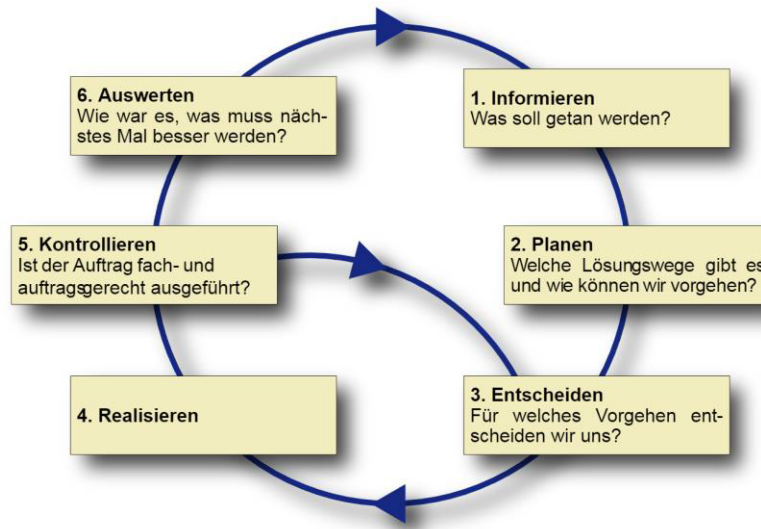 1. Informieren
Was soll getan werden?
2. Planen
Welche Lösungswege gibt es
und wie können wir vorgehen?
3. Entscheiden
Für welches Vorgehen ent-
scheiden wir uns?
4. Realisieren
5. Kontrollieren
Ist der Auftrag fach- und
auftragsgerecht ausgeführt?
6. Auswerten
Wie war es, was muss näch-
stes Mal besser werden?